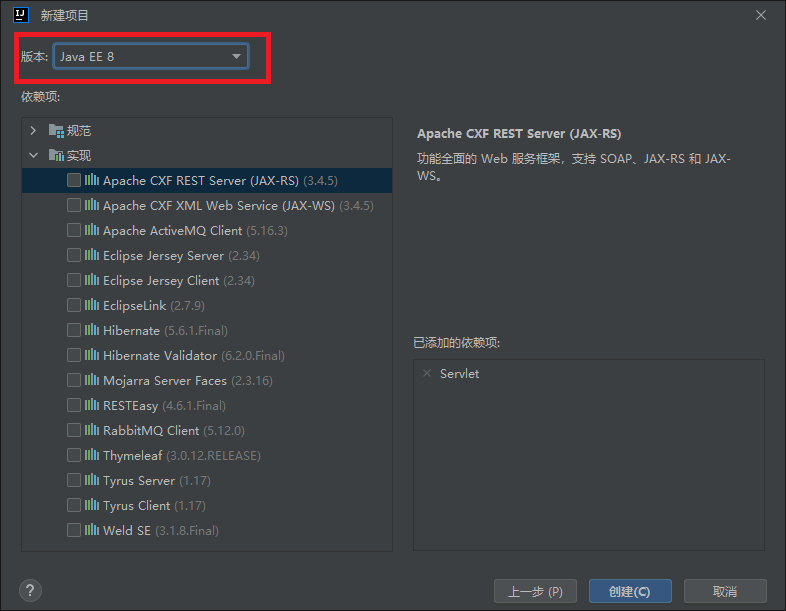 IJ
新建项目
版本: Java EE 8
依赖项:
规范
实现
Apache CXF REST Server (JAX-RS) (3.4.5)
Apache CXF XML Web Service (JAX-WS) (3.4.5)
Apache ActiveMQ Client (5.16.3)
Eclipse Jersey Server (2.34)
Eclipse Jersey Client (2.34)
EclipseLink (2.7.9)
Hibernate (5.6.1.Final)
Hibernate Validator (6.2.0.Final)
Mojarra Server Faces (2.3.16)
RESTEasy (4.6.1.Final)
RabbitMQ Client (5.12.0)
Thymeleaf (3.0.12.RELEASE)
Tyrus Server (1.17)
Tyrus Client (1.17)
Weld SE (3.1.8.Final)
Apache CXF REST Server (JAX-RS)
功能全面的 Web 服务框架，支持 SOAP、JAX-RS 和 JAX-
WS。
已添加的依赖项:
Servlet
?
上一步 (P)
创建(C)
取消